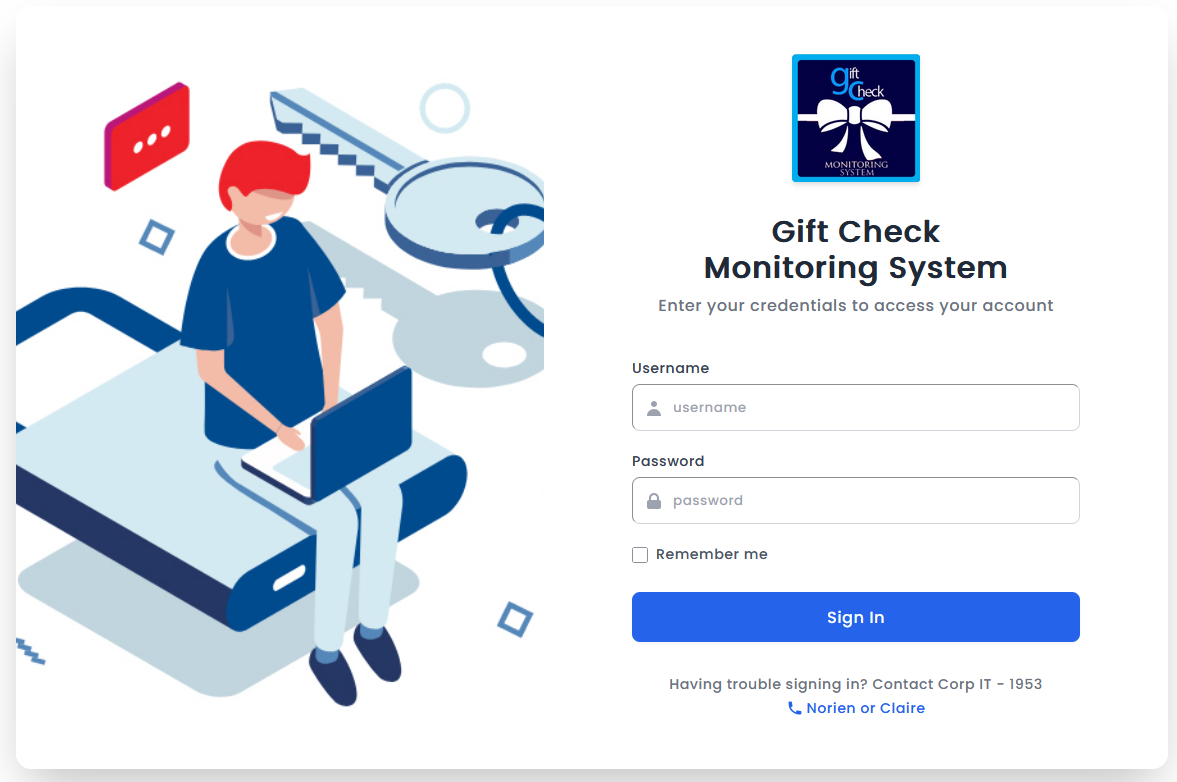 gift
Check
MONITORING
SYSTEM
Gift Check
Monitoring System
Enter your credentials to access your account
Username
username
Password
password
Remember me
Sign In
Having trouble signing in? Contact Corp IT - 1953
Norien or Claire